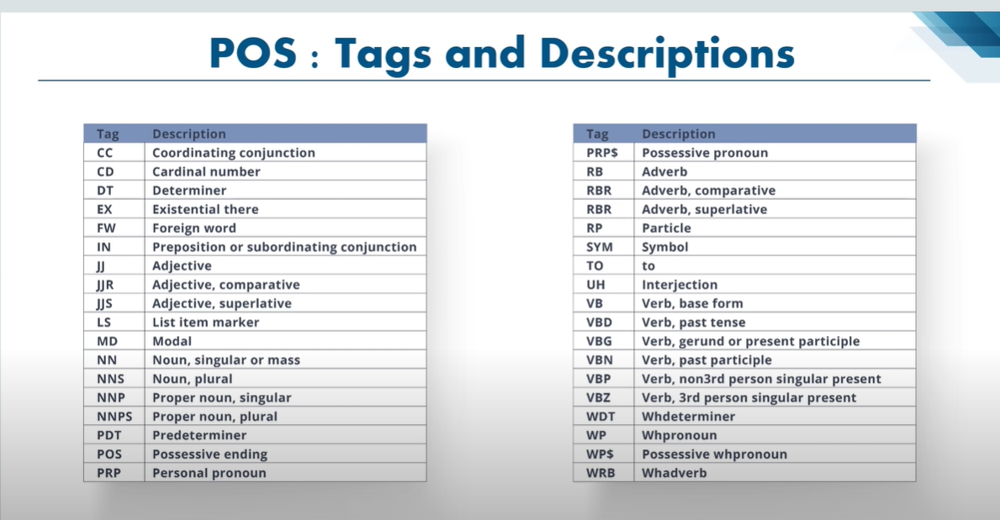 POS : Tags and Descriptions
Tag Description
CC Coordinating conjunction
CD Cardinal number
DT Determiner
EX Existential there
FW Foreign word
IN Preposition or subordinating conjunction
JJ Adjective
JJR Adjective, comparative
JJS Adjective, superlative
LS List item marker
MD Modal
NN Noun, singular or mass
NNS Noun, plural
NNP Proper noun, singular
NNPS Proper noun, plural
PDT Predeterminer
POS Possessive ending
PRP Personal pronoun
Tag Description
PRP$ Possessive pronoun
RB Adverb
RBR Adverb, comparative
RBR Adverb, superlative
RP Particle
SYM Symbol
TO to
UH Interjection
VB Verb, base form
VBD Verb, past tense
VBG Verb, gerund or present participle
VBN Verb, past participle
VBP Verb, non3rd person singular present
VBZ Verb, 3rd person singular present
WDT Whdeterminer
WP Whpronoun
WP$ Possessive whpronoun
WRB Whadverb